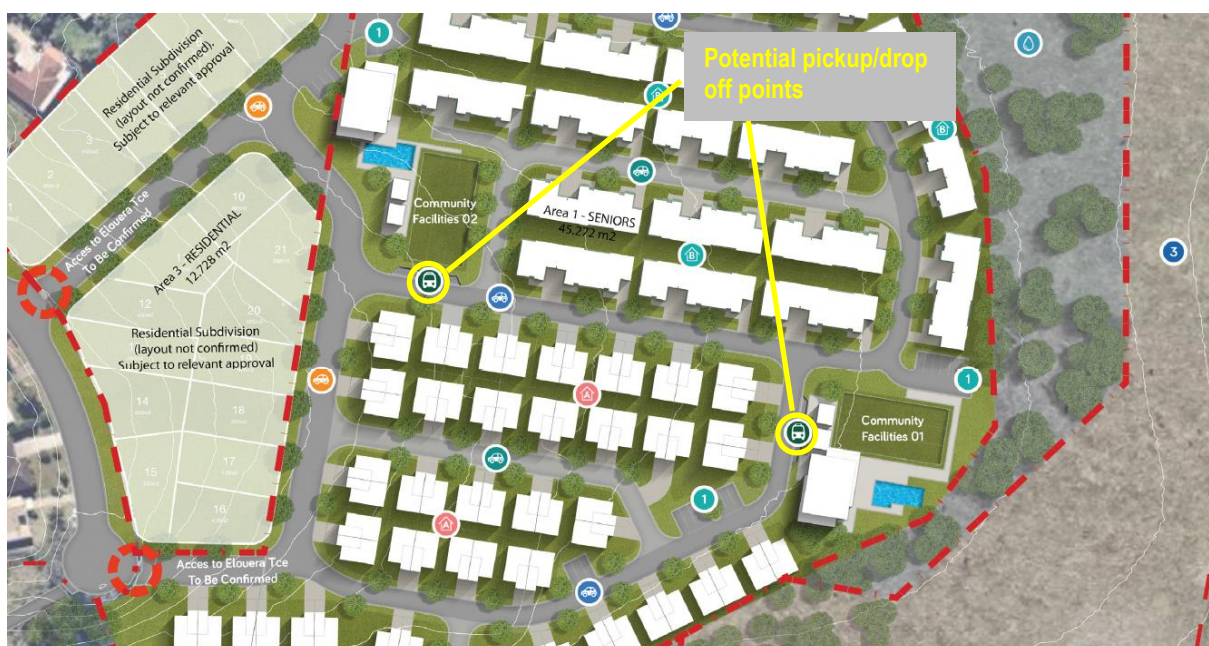 Potential pickup/drop
off points
1
B
B
Residential Subdivision
(layout not confirmed).
Subject to relevant approval
3
2
Acces to Elouera Tce
To Be Confirmed
10
Area 3 - RESIDENTIAL
12.728 m2
21
12
20
Residential Subdivision
(layout not confirmed)
Subject to relevant approval
14
18
15
17
16
Community
Facilities 02
Area 1 - SENIORS
45.272 m2
B
3
A
1
Community
Facilities 01
1
A
Acces to Elouera Tce
To Be Confirmed